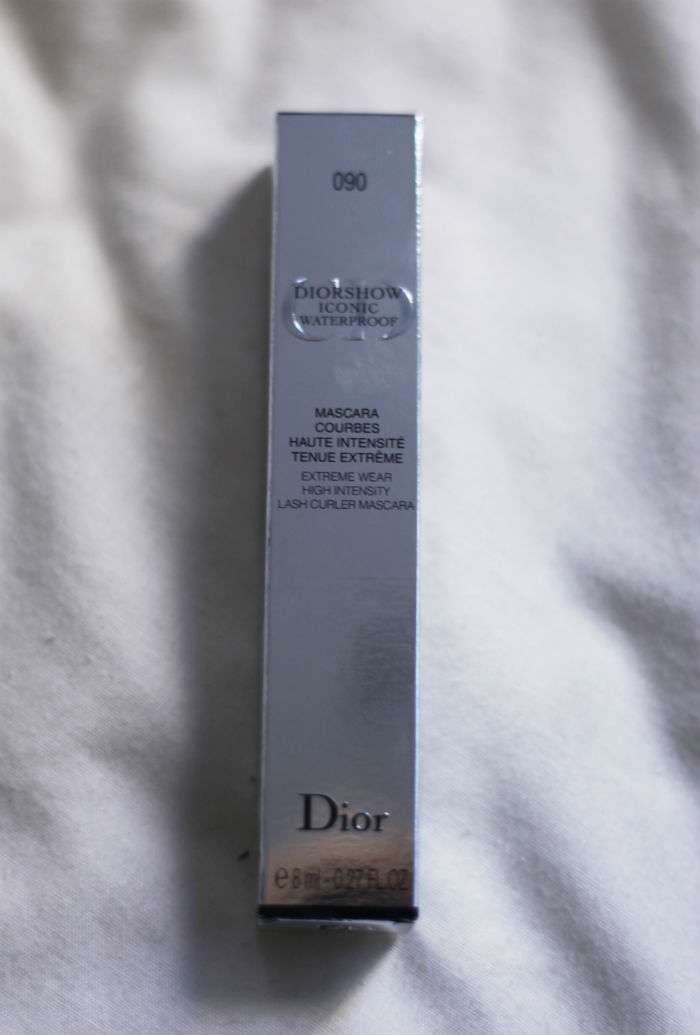 090
DIORSHOW
ICONIC
WATERPROOF
MASCARA
COURBES
HAUTE INTENSITÉ
TENUE EXTRÊME
EXTREME WEAR
HIGH INTENSITY
LASH CURLER MASCARA
Dior
e 8 ml - 0.27 FL.OZ